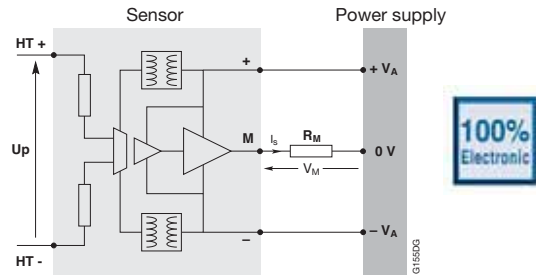 Sensor
Power supply
HT +
+
+ VA
Up
M
Is
RM
0 V
VM
100%
Electronic
–
– VA
HT -
G155DG